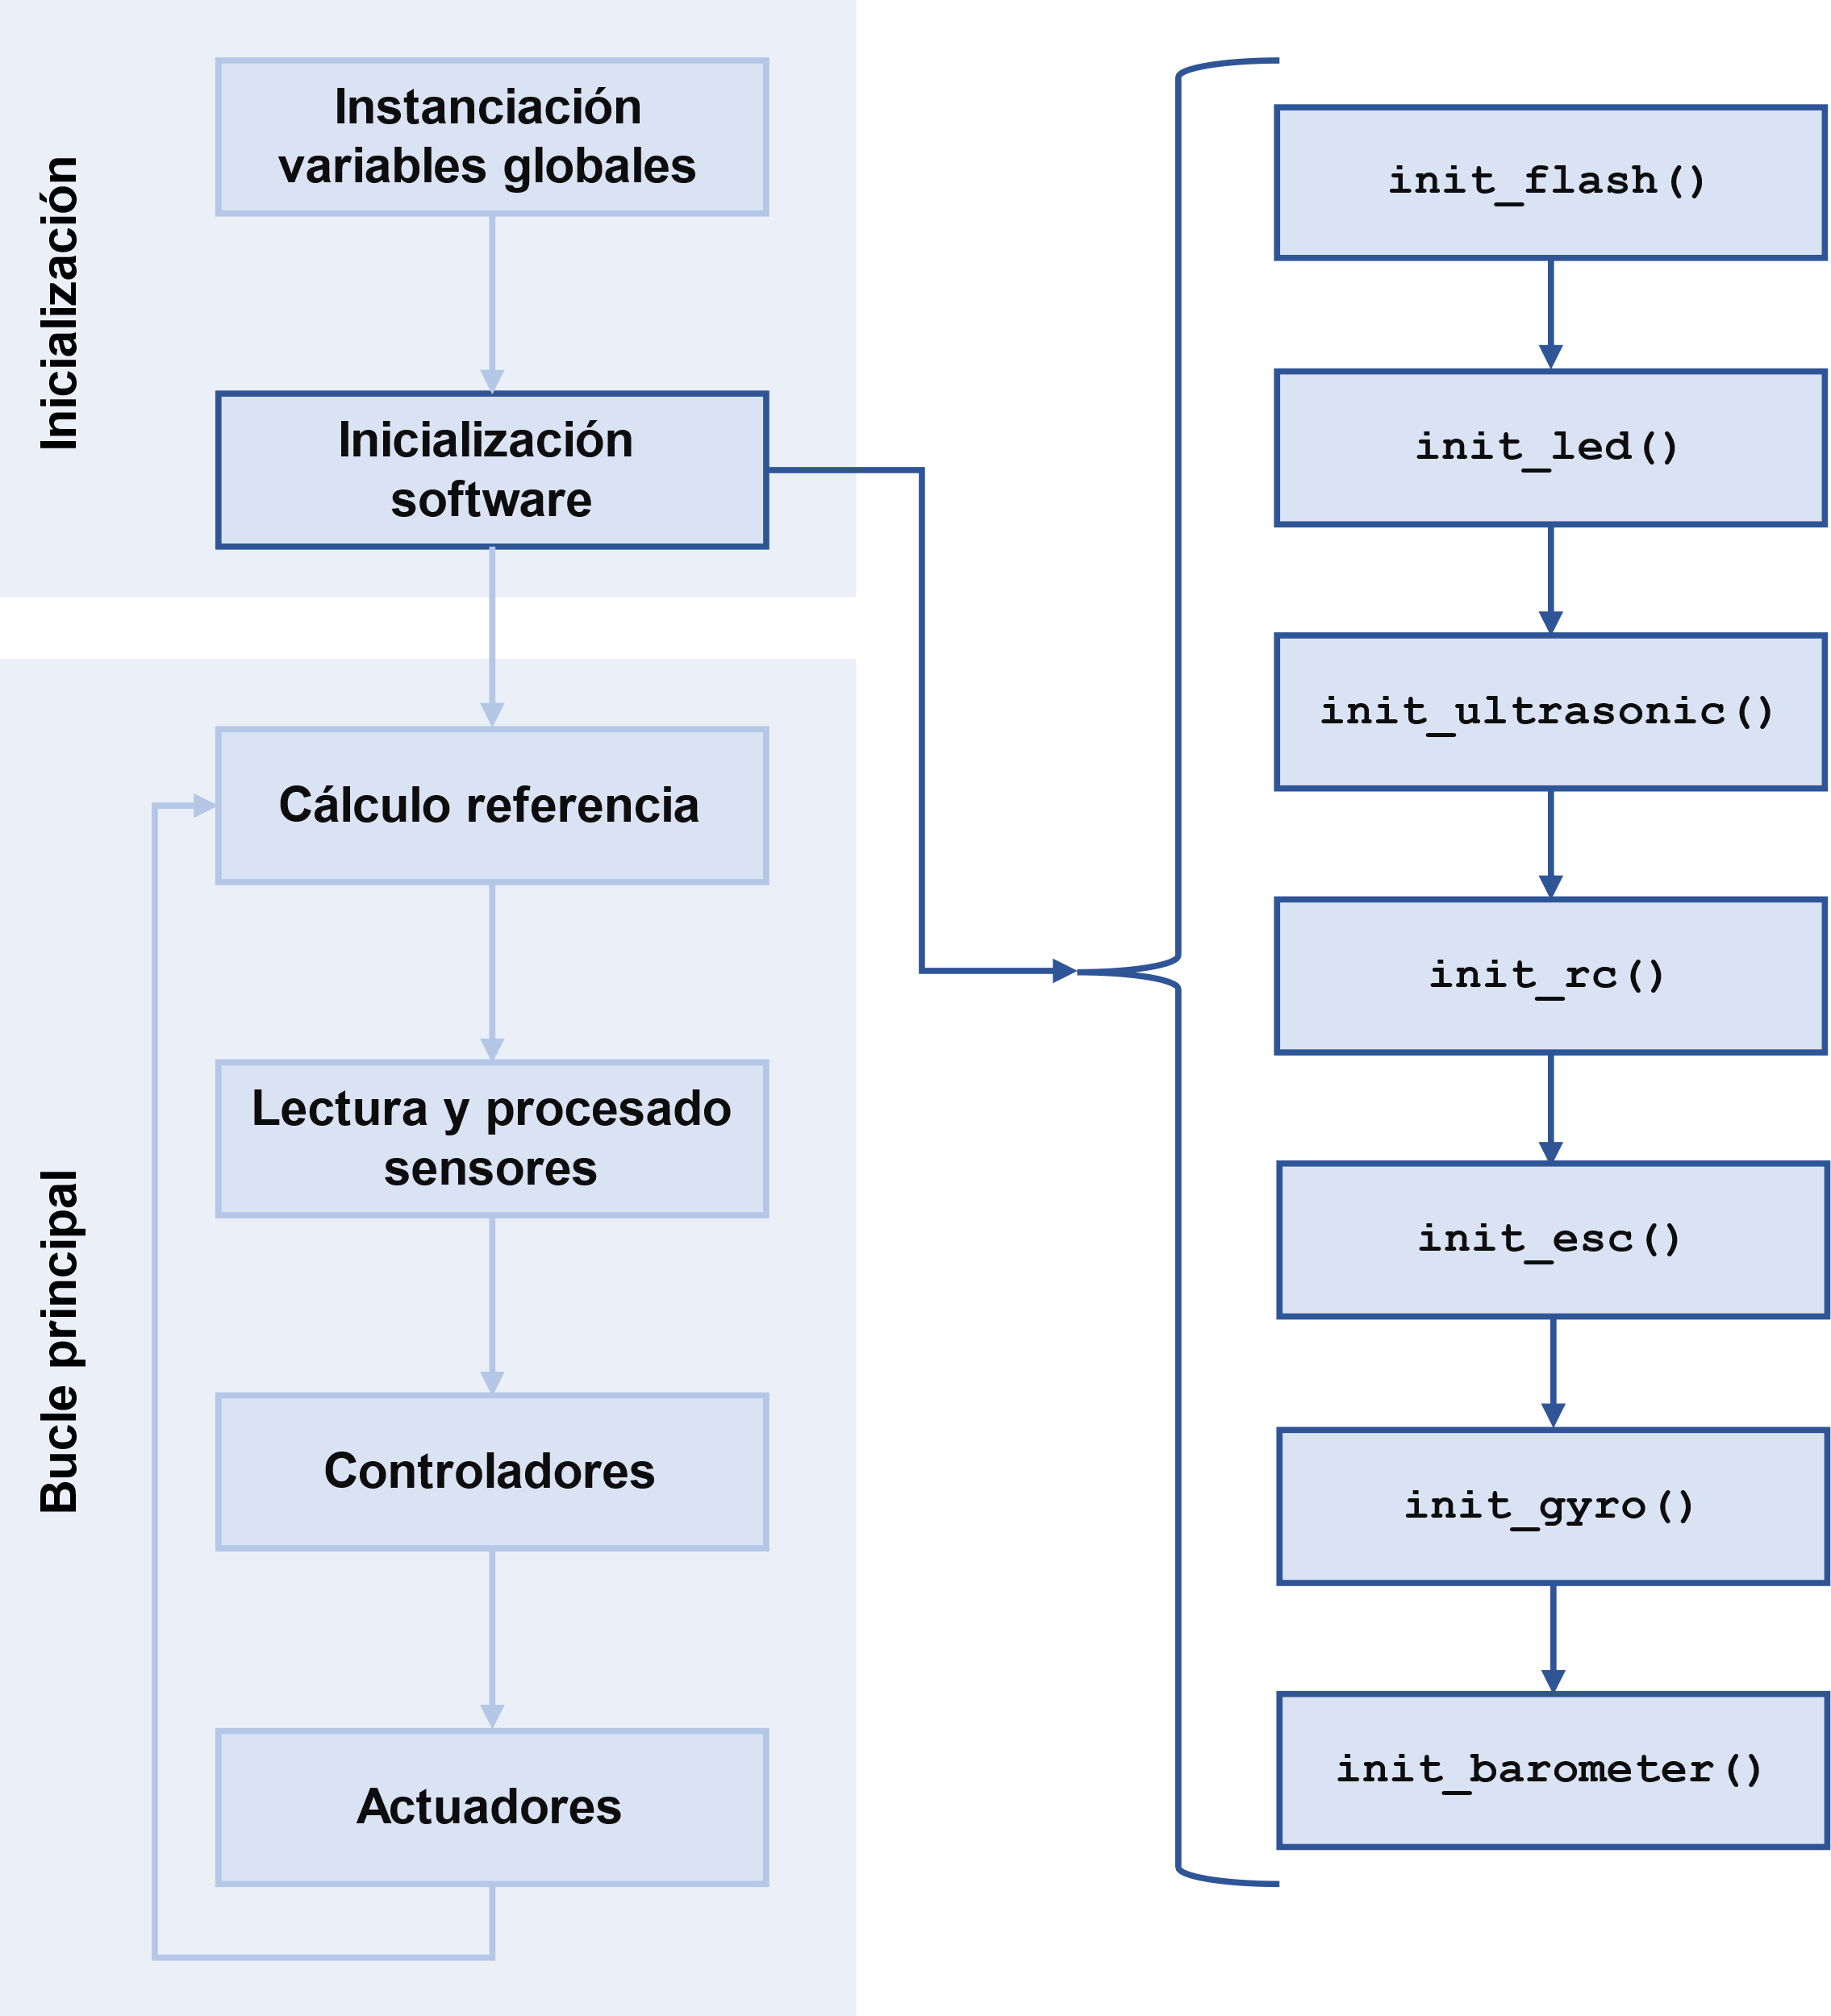 Inicialización
Instanciación
variables globales
Inicialización
software
Bucle principal
Cálculo referencia
Lectura y procesado
sensores
Controladores
Actuadores
init_flash()
init_led()
init_ultrasonic()
init_rc()
init_esc()
init_gyro()
init_barometer()